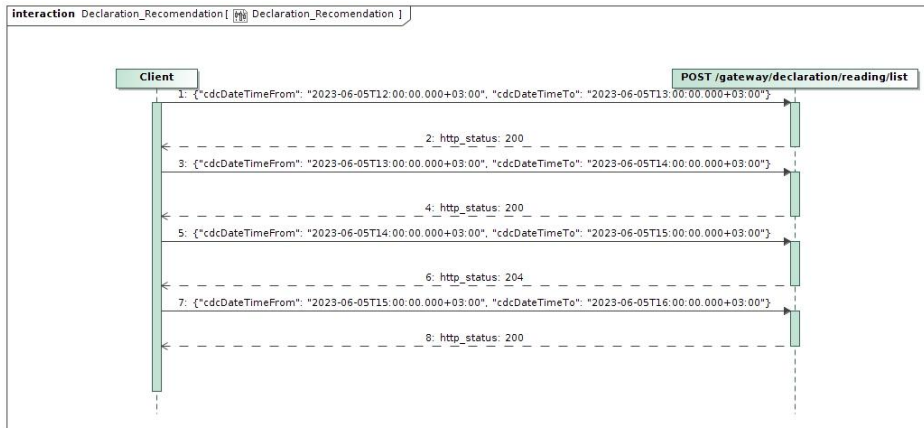 interaction Declaration_Recomendation[ Declaration_Recomendation ]
Client
POST /gateway/declaration/reading/list
1: {"cdcDateTimeFrom": "2023-06-05T12:00:00.000+03:00", "cdcDateTimeTo": "2023-06-05T13:00:00.000+03:00"}
2: http_status: 200
3: {"cdcDateTimeFrom": "2023-06-05T13:00:00.000+03:00", "cdcDateTimeTo": "2023-06-05T14:00:00.000+03:00"}
4: http_status: 200
5: {"cdcDateTimeFrom": "2023-06-05T14:00:00.000+03:00", "cdcDateTimeTo": "2023-06-05T15:00:00.000+03:00"}
6: http_status: 204
7: {"cdcDateTimeFrom": "2023-06-05T15:00:00.000+03:00", "cdcDateTimeTo": "2023-06-05T16:00:00.000+03:00"}
8: http_status: 200